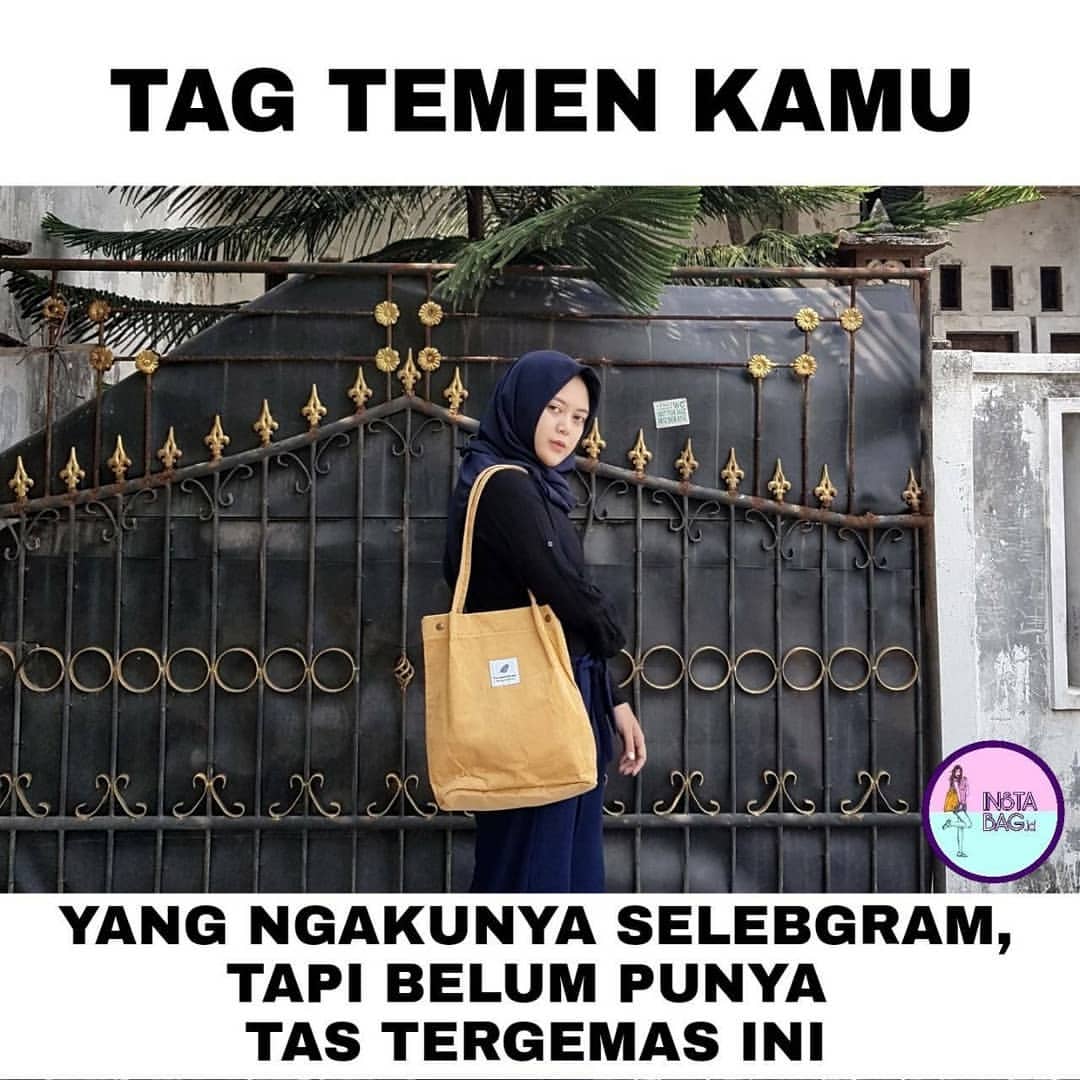 TAG TEMEN KAMU
INSTA
BAG.id
YANG NGAKUNYA SELEBGRAM,
TAPI BELUM PUNYA
TAS TERGEMAS INI